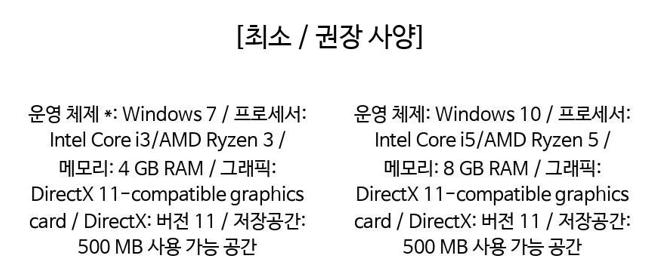 [최소 / 권장 사양]
운영 체제 *: Windows 7 / 프로세서:
Intel Core i3/AMD Ryzen 3 /
메모리: 4 GB RAM / 그래픽:
DirectX 11-compatible graphics
card / DirectX: 버전 11 / 저장공간:
500 MB 사용 가능 공간
운영 체제: Windows 10 / 프로세서:
Intel Core i5/AMD Ryzen 5 /
메모리: 8 GB RAM / 그래픽:
DirectX 11-compatible graphics
card / DirectX: 버전 11 / 저장공간:
500 MB 사용 가능 공간